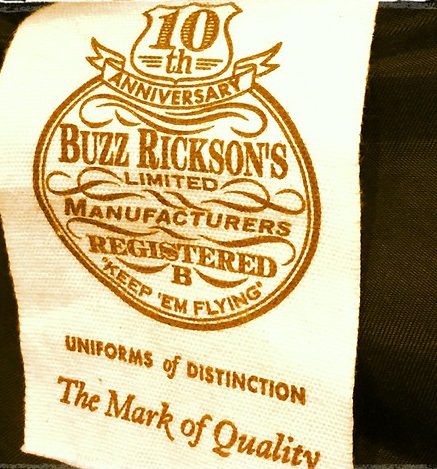 10
th
ANNIVERSARY
BUZZ RICKSON'S
LIMITED
MANUFACTURERS
REGISTERED
B
"KEEP 'EM FLYING"
UNIFORMS of DISTINCTION
The Mark of Quality